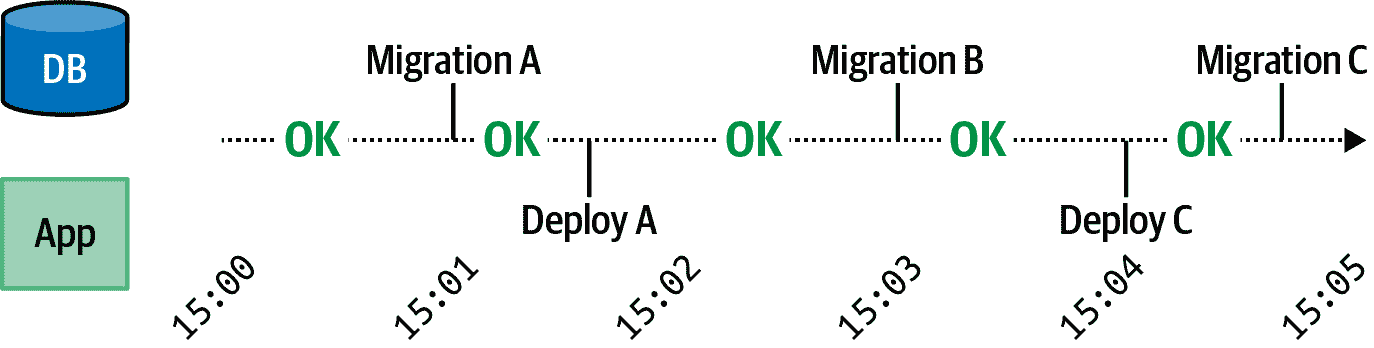 DB
Migration A
Migration B
Migration C
OK
OK
OK
OK
OK
App
Deploy A
Deploy C
15:00
15:01
15:02
15:03
15:04
15:05